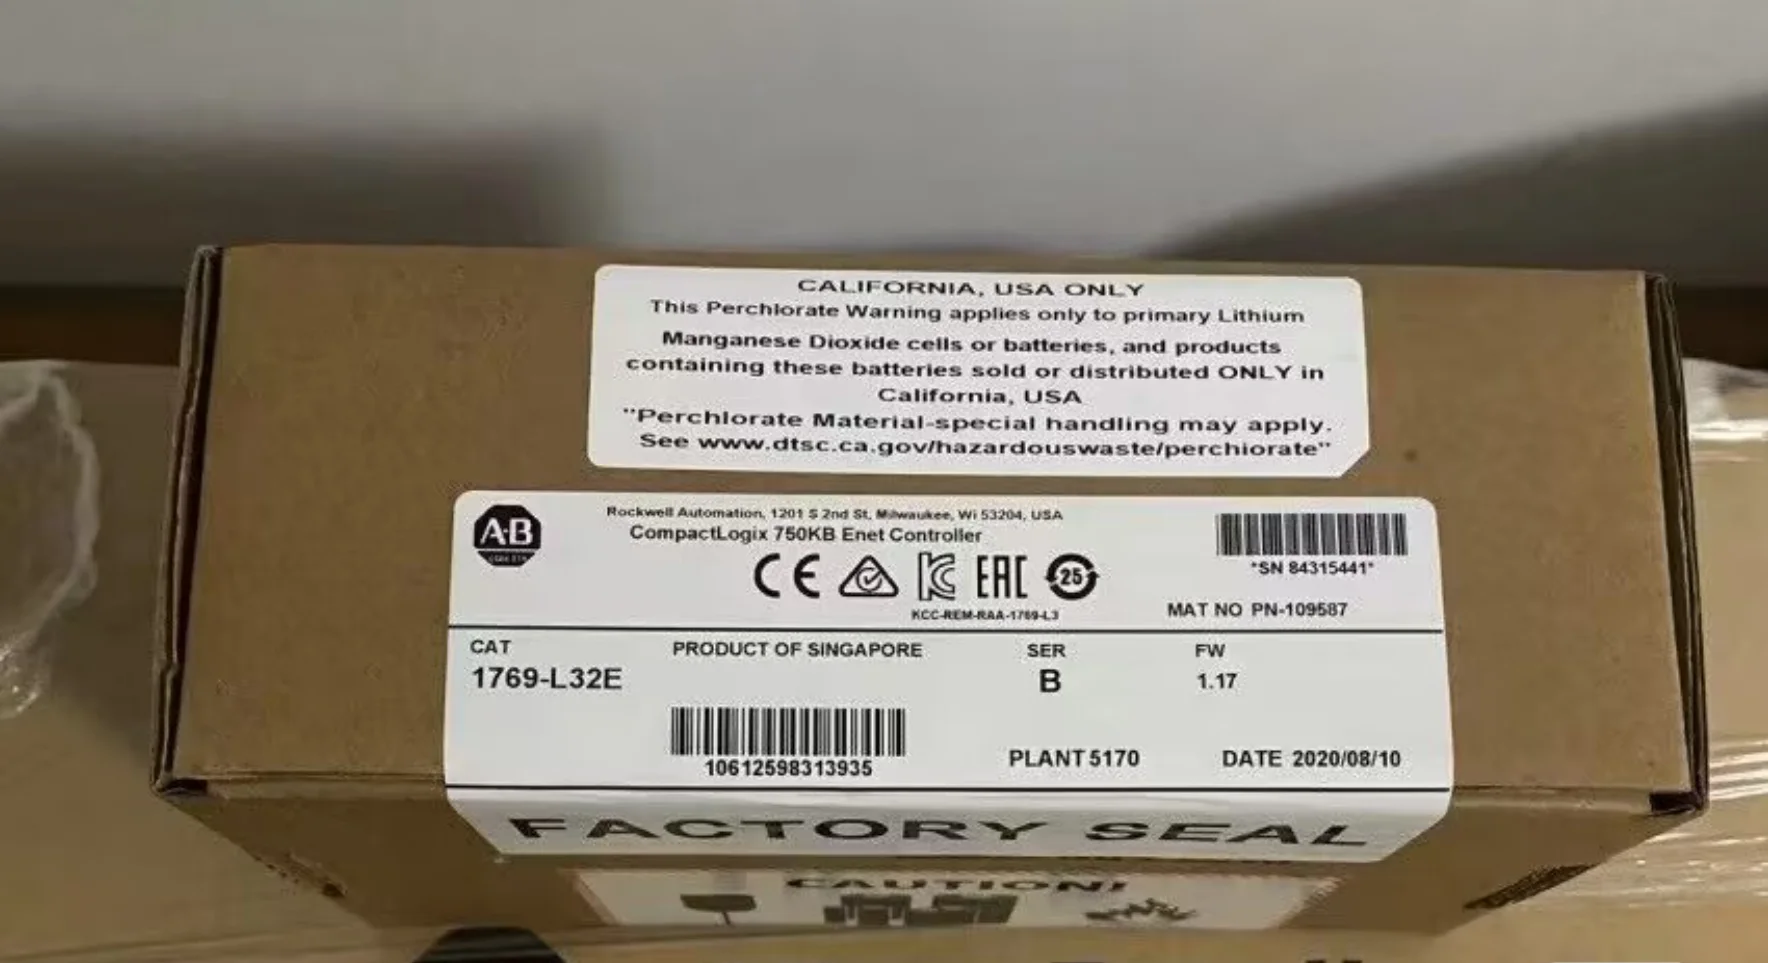 CALIFORNIA, USA ONLY
This Perchlorate Warning applies only to primary Lithium
Manganese Dioxide cells or batteries, and products
containing these batteries sold or distributed ONLY in
California, USA
"Perchlorate Material-special handling may apply.
See www.dtsc.ca.gov/hazardouswaste/perchiorate"
A-B
Rockwell Automation, 1201 S 2nd St, Milwaukee, Wi 53204, USA
CompactLogix 750KB Enet Controller
CE
KC
EAC
25
KCC-REM-RAA-1769-L3
*SN 84315441*
MAT NO PN-109587
CAT
PRODUCT OF SINGAPORE
SER
FW
1769-L32E
B
1.17
10612598313935
PLANT 5170
DATE 2020/08/10
FACTORY SEAL
CAUTION!